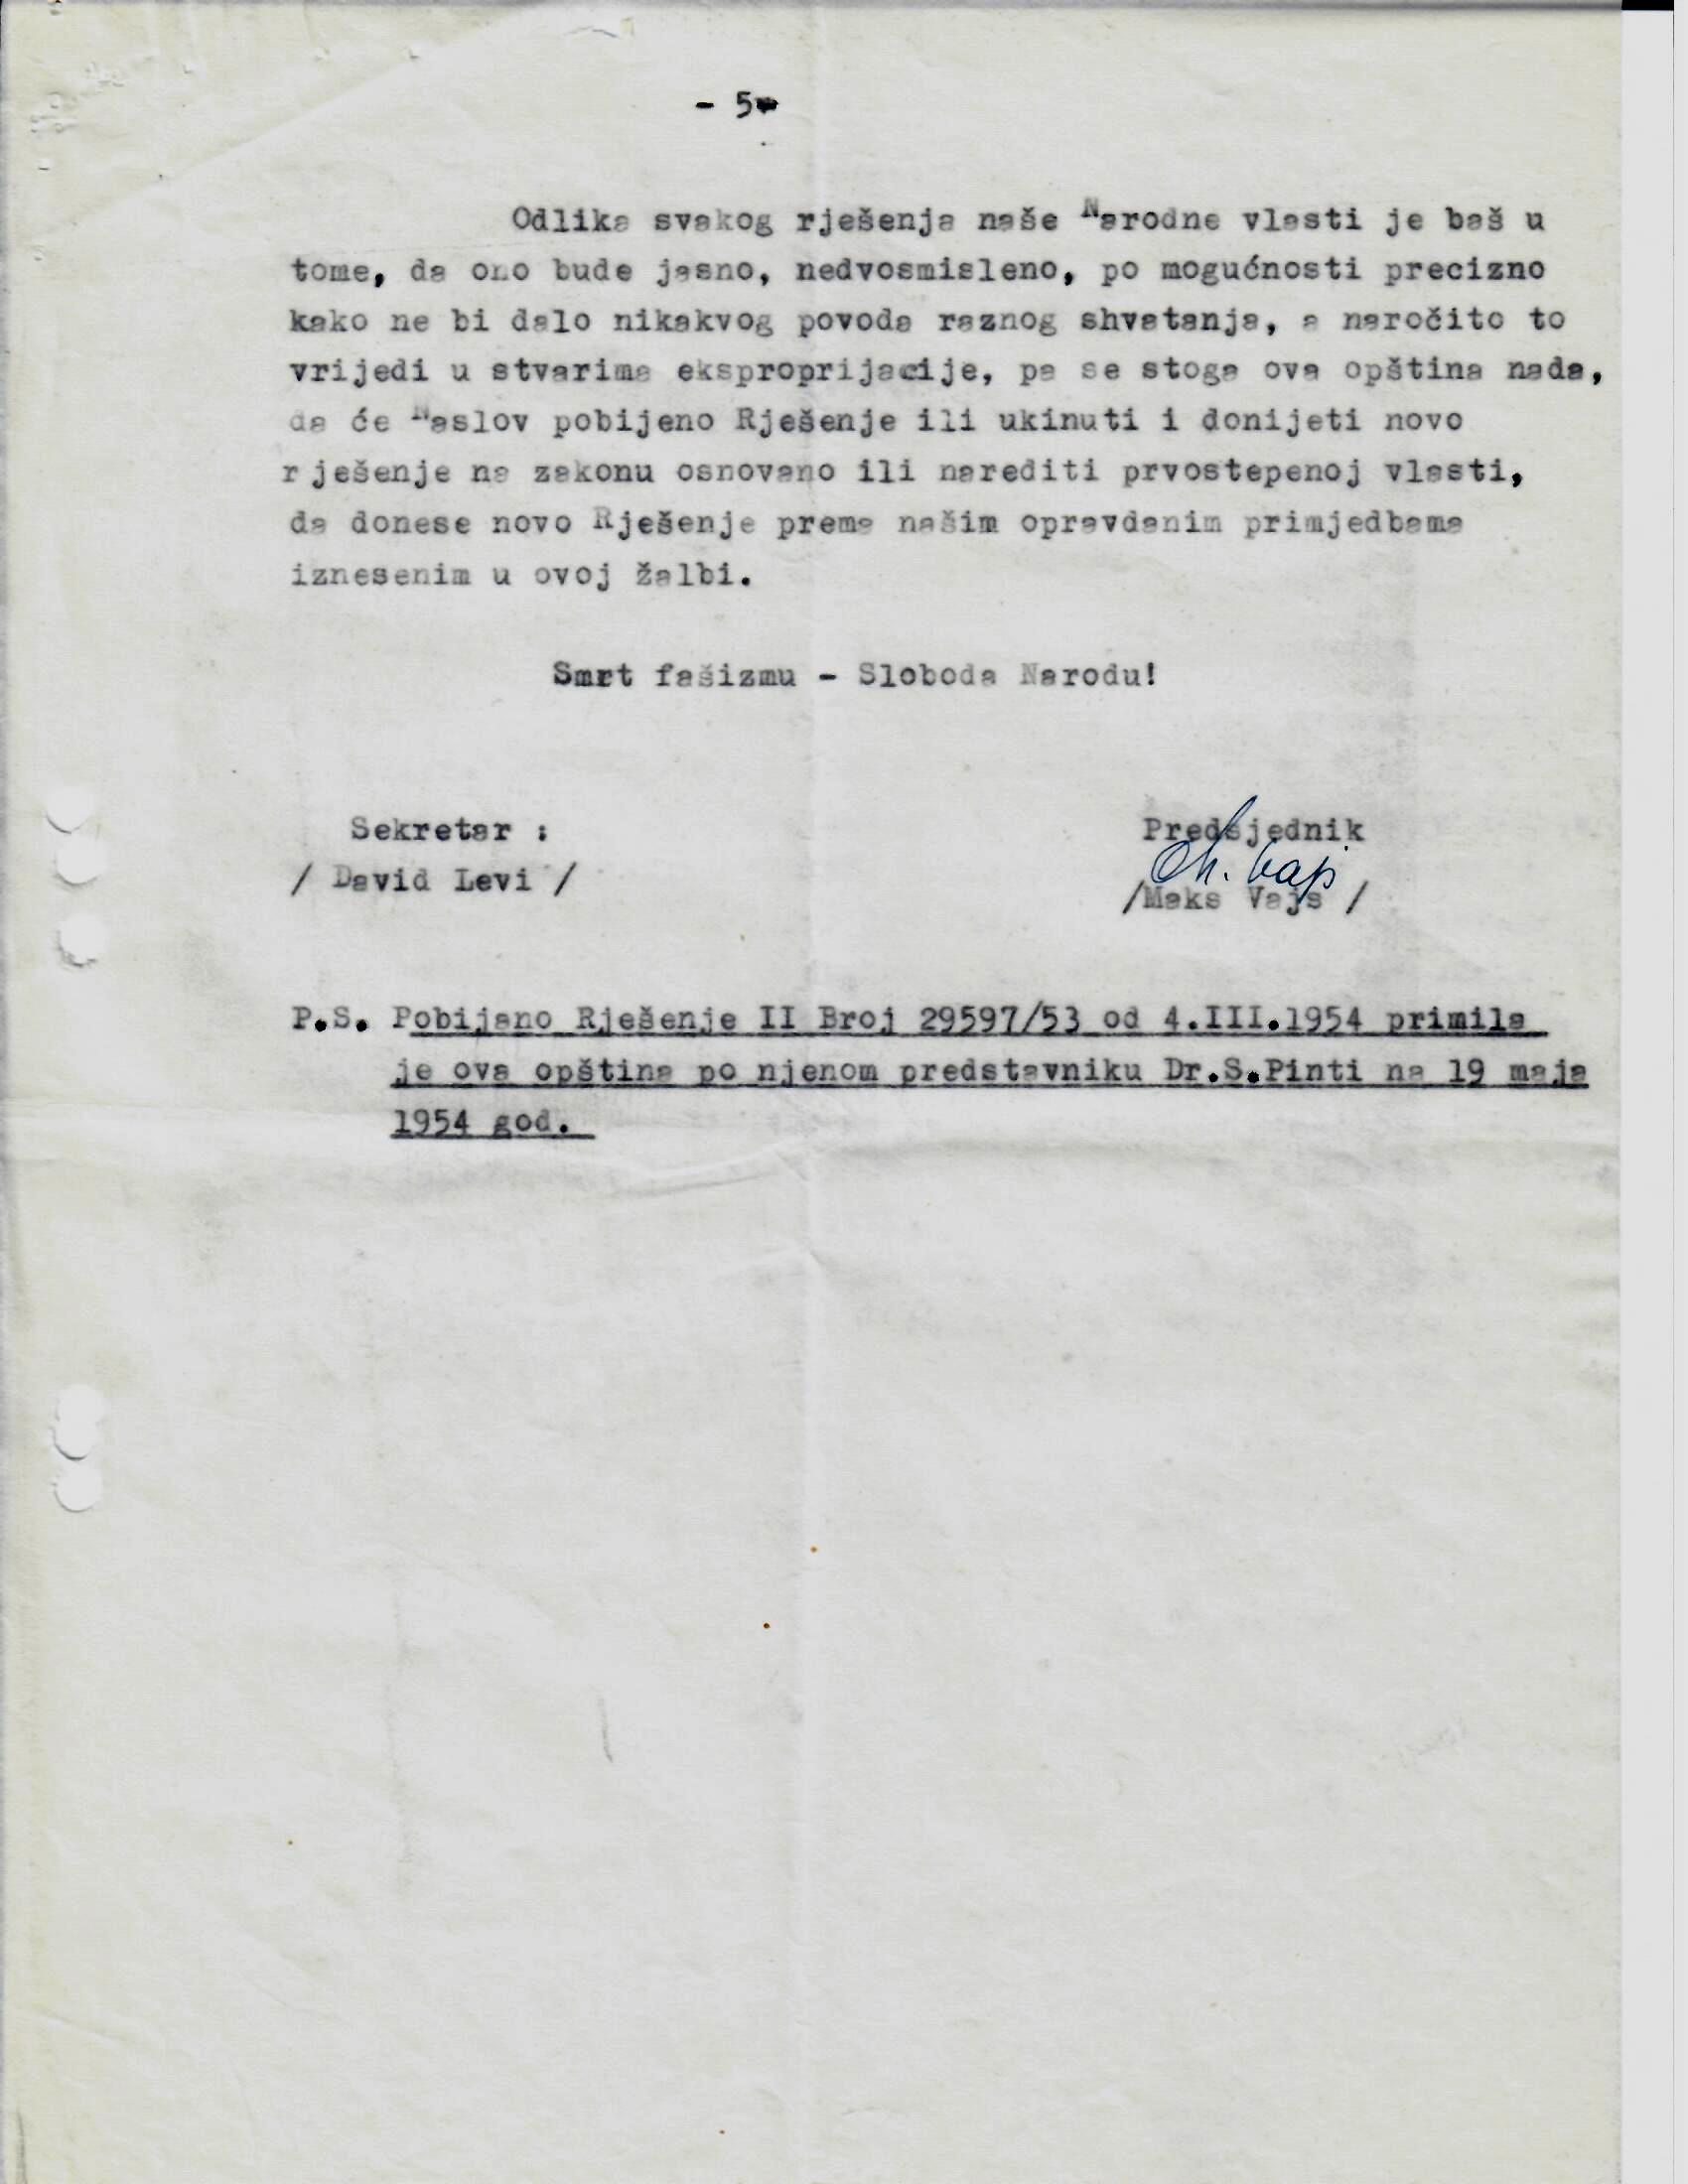 - 5-
Odlika svakog rješenja naše Narodne vlasti je baš u
tome, da ono bude jasno, nedvosmisleno, po mogućnosti precizno
kako ne bi dalo nikakvog povoda raznog shvatanja, a naročito to
vrijedi u stvarima eksproprijacije, pa se stoga ova opština nada,
da će Naslov pobijeno Rješenje ili ukinuti i donijeti novo
rješenje na zakonu osnovano ili narediti prvostepenoj vlasti,
da donese novo Rješenje prema našim opravdanim primjedbama
iznesenim u ovoj žalbi.
Smrt fašizmu - Sloboda Narodu!
Sekretar : Predsjednik
M. Vajs
/ David Levi / /Maks Vajs /
P.S. Pobijano Rješenje II Broj 29597/53 od 4.III.1954 primila
je ova opština po njenom predstavniku Dr.S.Pinti na 19 maja
1954 god.